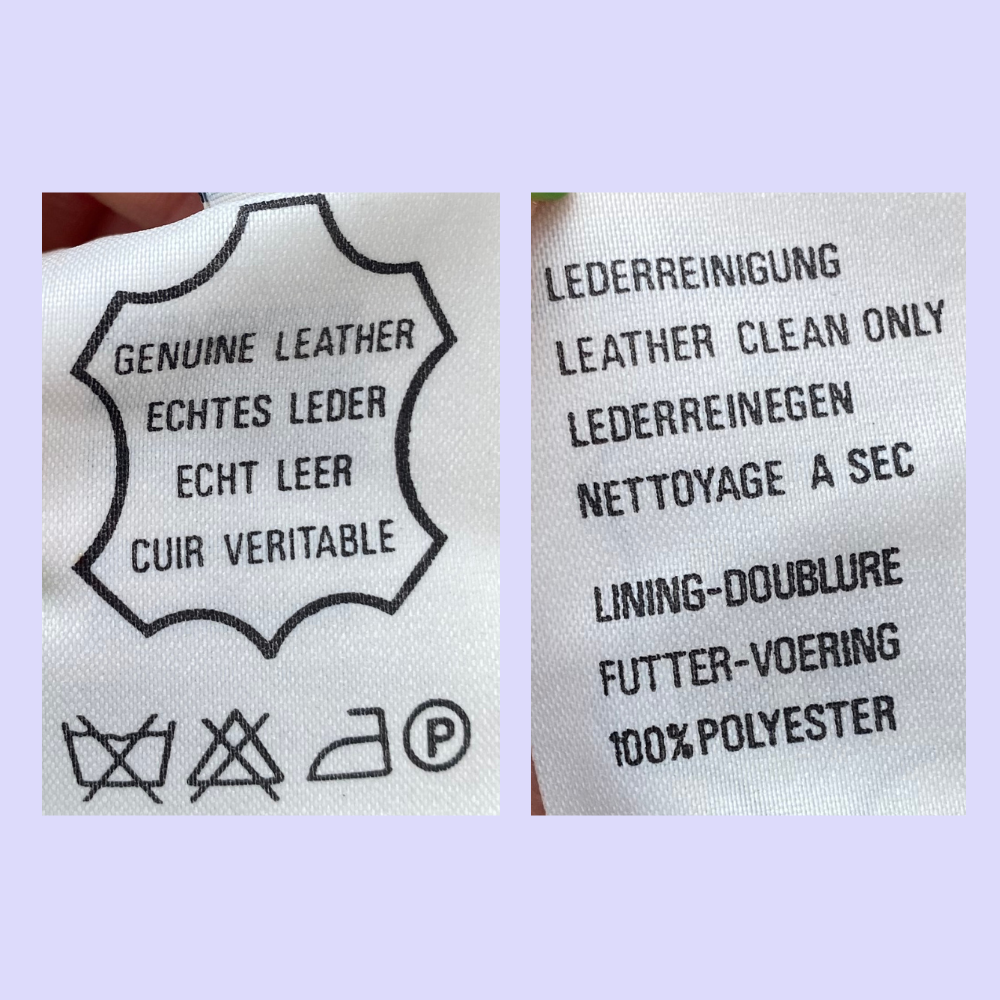 GENUINE LEATHER
ECHTES LEDER
ECHT LEER
CUIR VERITABLE
P
LEDERREINIGUNG
LEATHER CLEAN ONLY
LEDERREINEGEN
NETTOYAGE A SEC
LINING-DOUBLURE
FUTTER-VOERING
100% POLYESTER